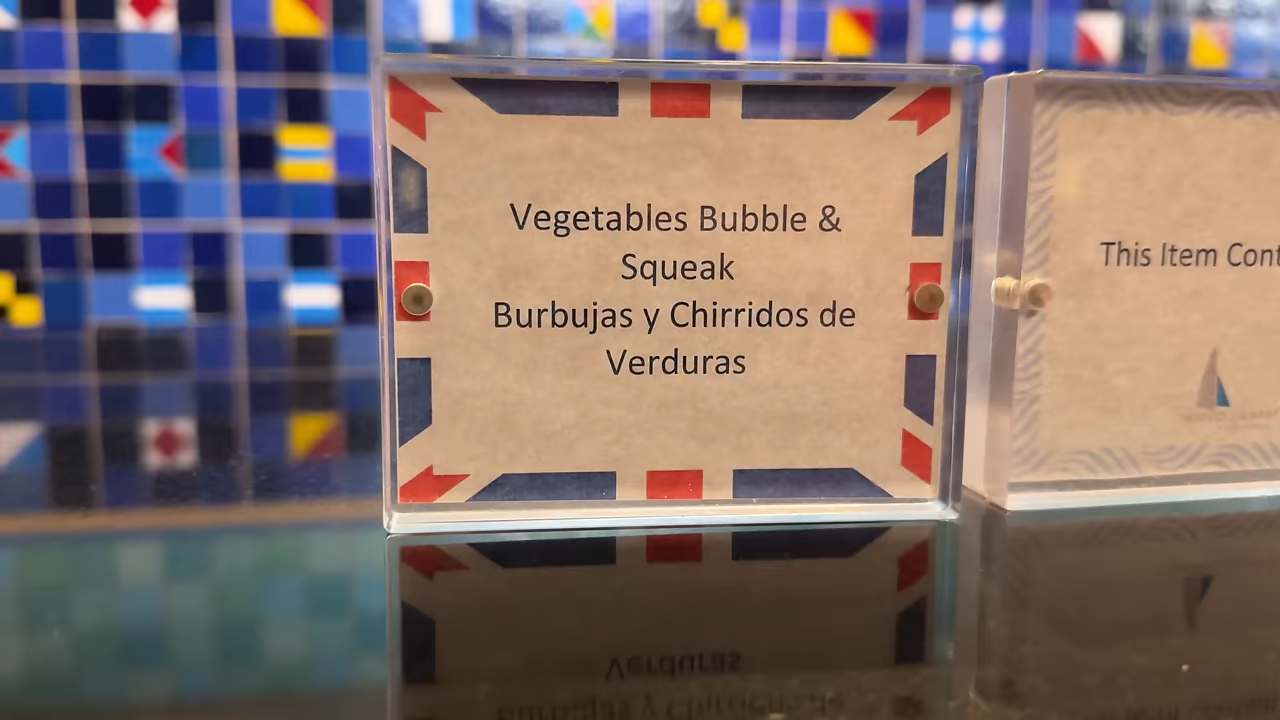 Vegetables Bubble &
Squeak
Burbujas y Chirridos de
Verduras
This Item Cont